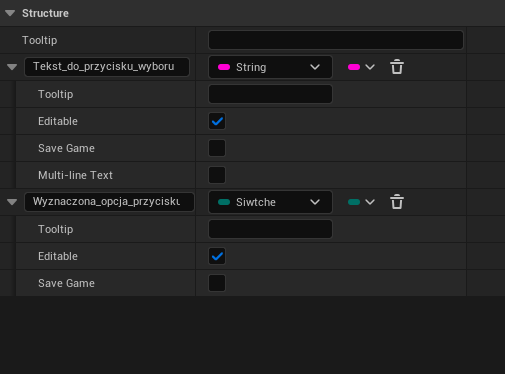 Structure
Tooltip
Tekst_do_przycisku_wyboru String
Tooltip
Editable
Save Game
Multi-line Text
Wyznaczona_opcja_przycisku Siwtche
Tooltip
Editable
Save Game